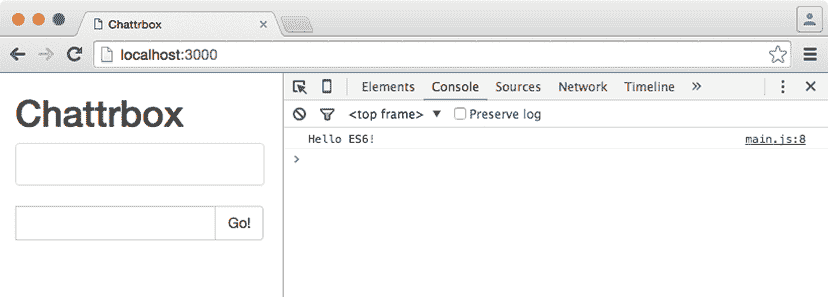 Chattrbox
localhost:3000
Elements Console Sources Network Timeline »
<top frame> ▼ Preserve log
Hello ES6! main.js:8
>
Chattrbox
Go!